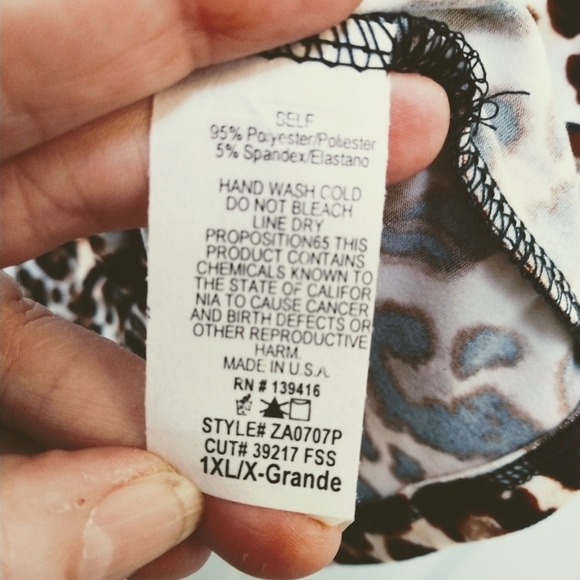 SELF
95% Polyester/Poliester
5% Spandex/Elastano
HAND WASH COLD
DO NOT BLEACH
LINE DRY
PROPOSITION65 THIS
PRODUCT CONTAINS
CHEMICALS KNOWN TO
THE STATE OF CALIFOR
NIA TO CAUSE CANCER
AND BIRTH DEFECTS OR
OTHER REPRODUCTIVE
HARM.
MADE IN U.S.A.
RN # 139416
STYLE# ZA0707P
CUT# 39217 FSS
1XL/X-Grande